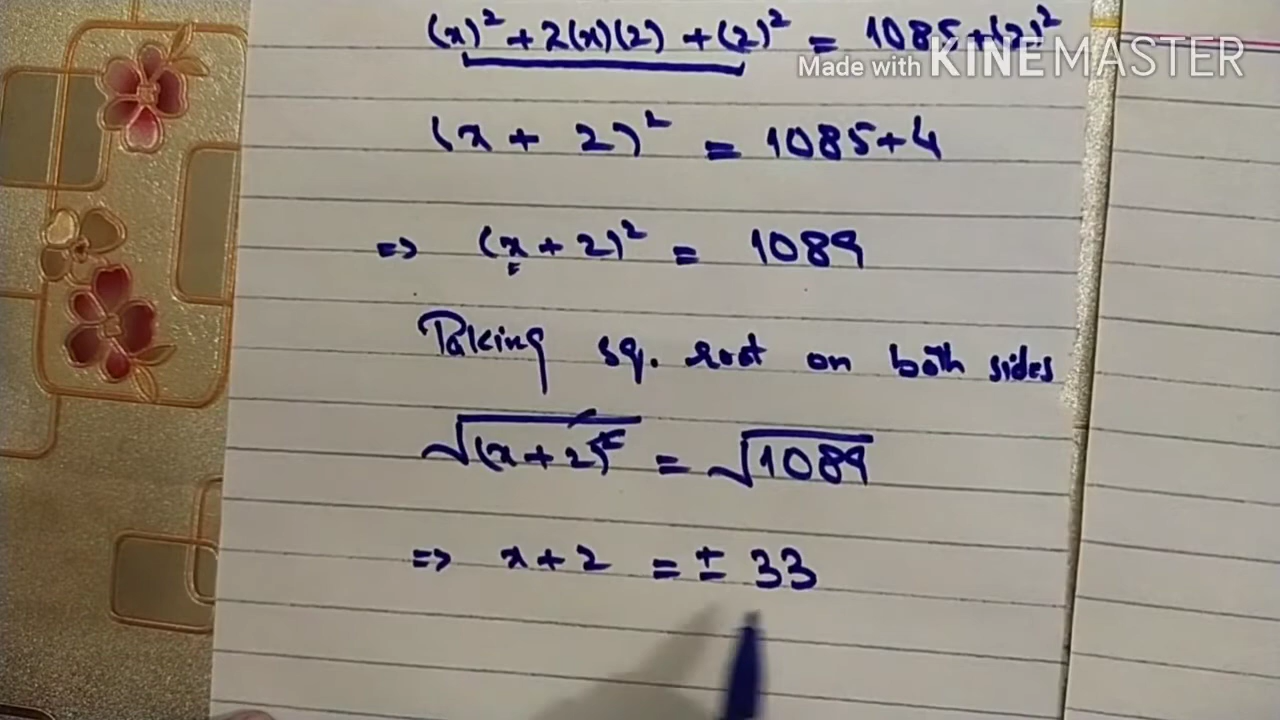 (x)² + 2(x)(2) + (2)² = 1085 + (2)²
Made with KINEMASTER
(x + 2)² = 1085+4
=> (x + 2)² = 1089
Taking sq. root on both sides
√(x+2)² = √1089
=> x + 2 = ± 33